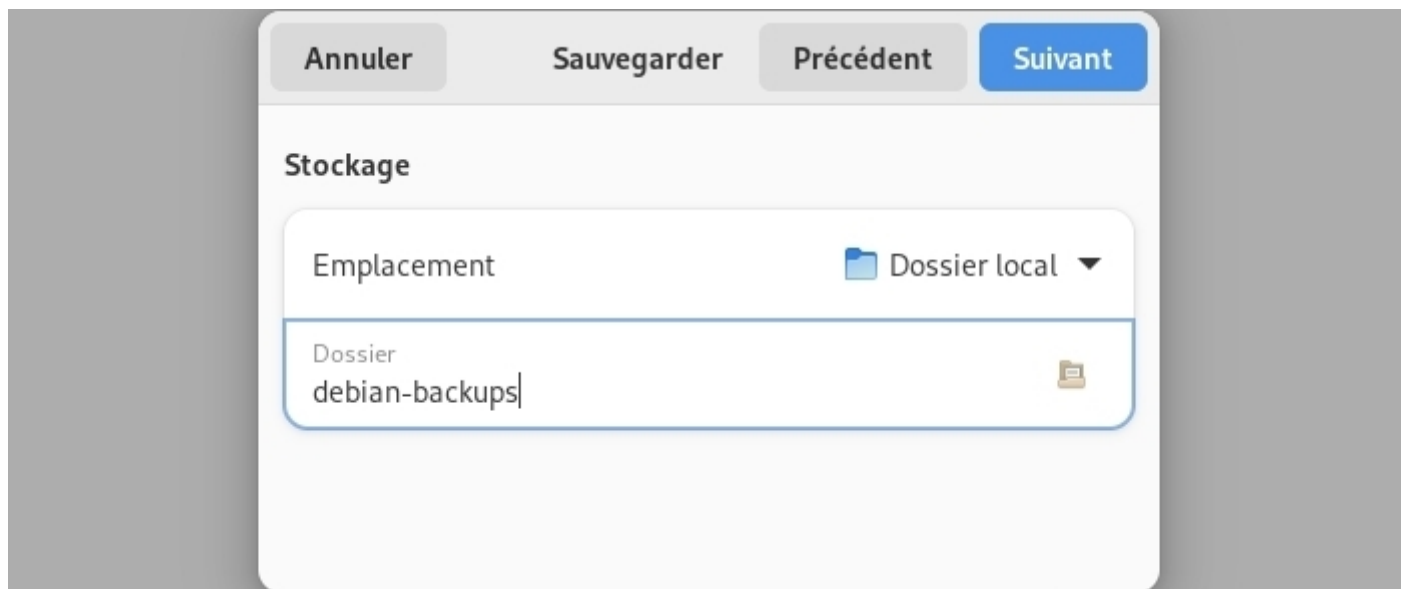 Annuler Sauvegarder Précédent Suivant
Stockage
Emplacement Dossier local
Dossier
debian-backups